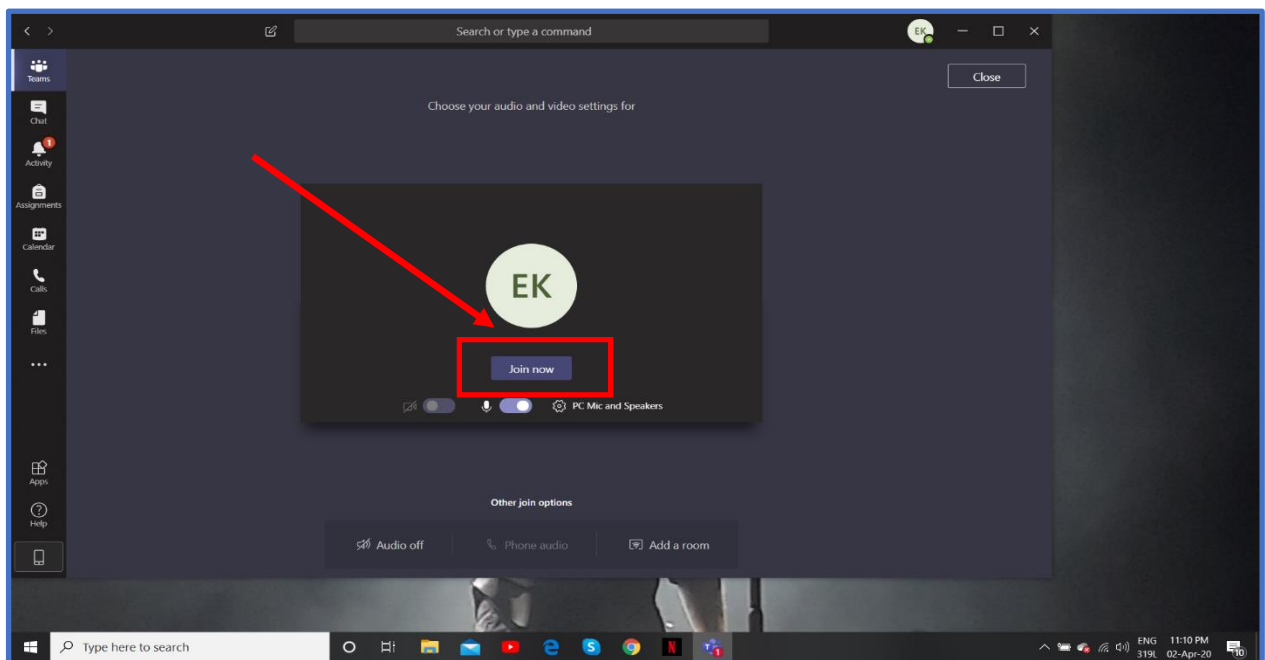 Search or type a command
EK
Teams
Close
Chat
Choose your audio and video settings for
1
Activity
Assignments
Calendar
EK
Calls
Files
Join now
PC Mic and Speakers
Apps
Other join options
Help
Audio off
Phone audio
Add a room
Type here to search
ENG 11:10 PM
319L 02-Apr-20
10